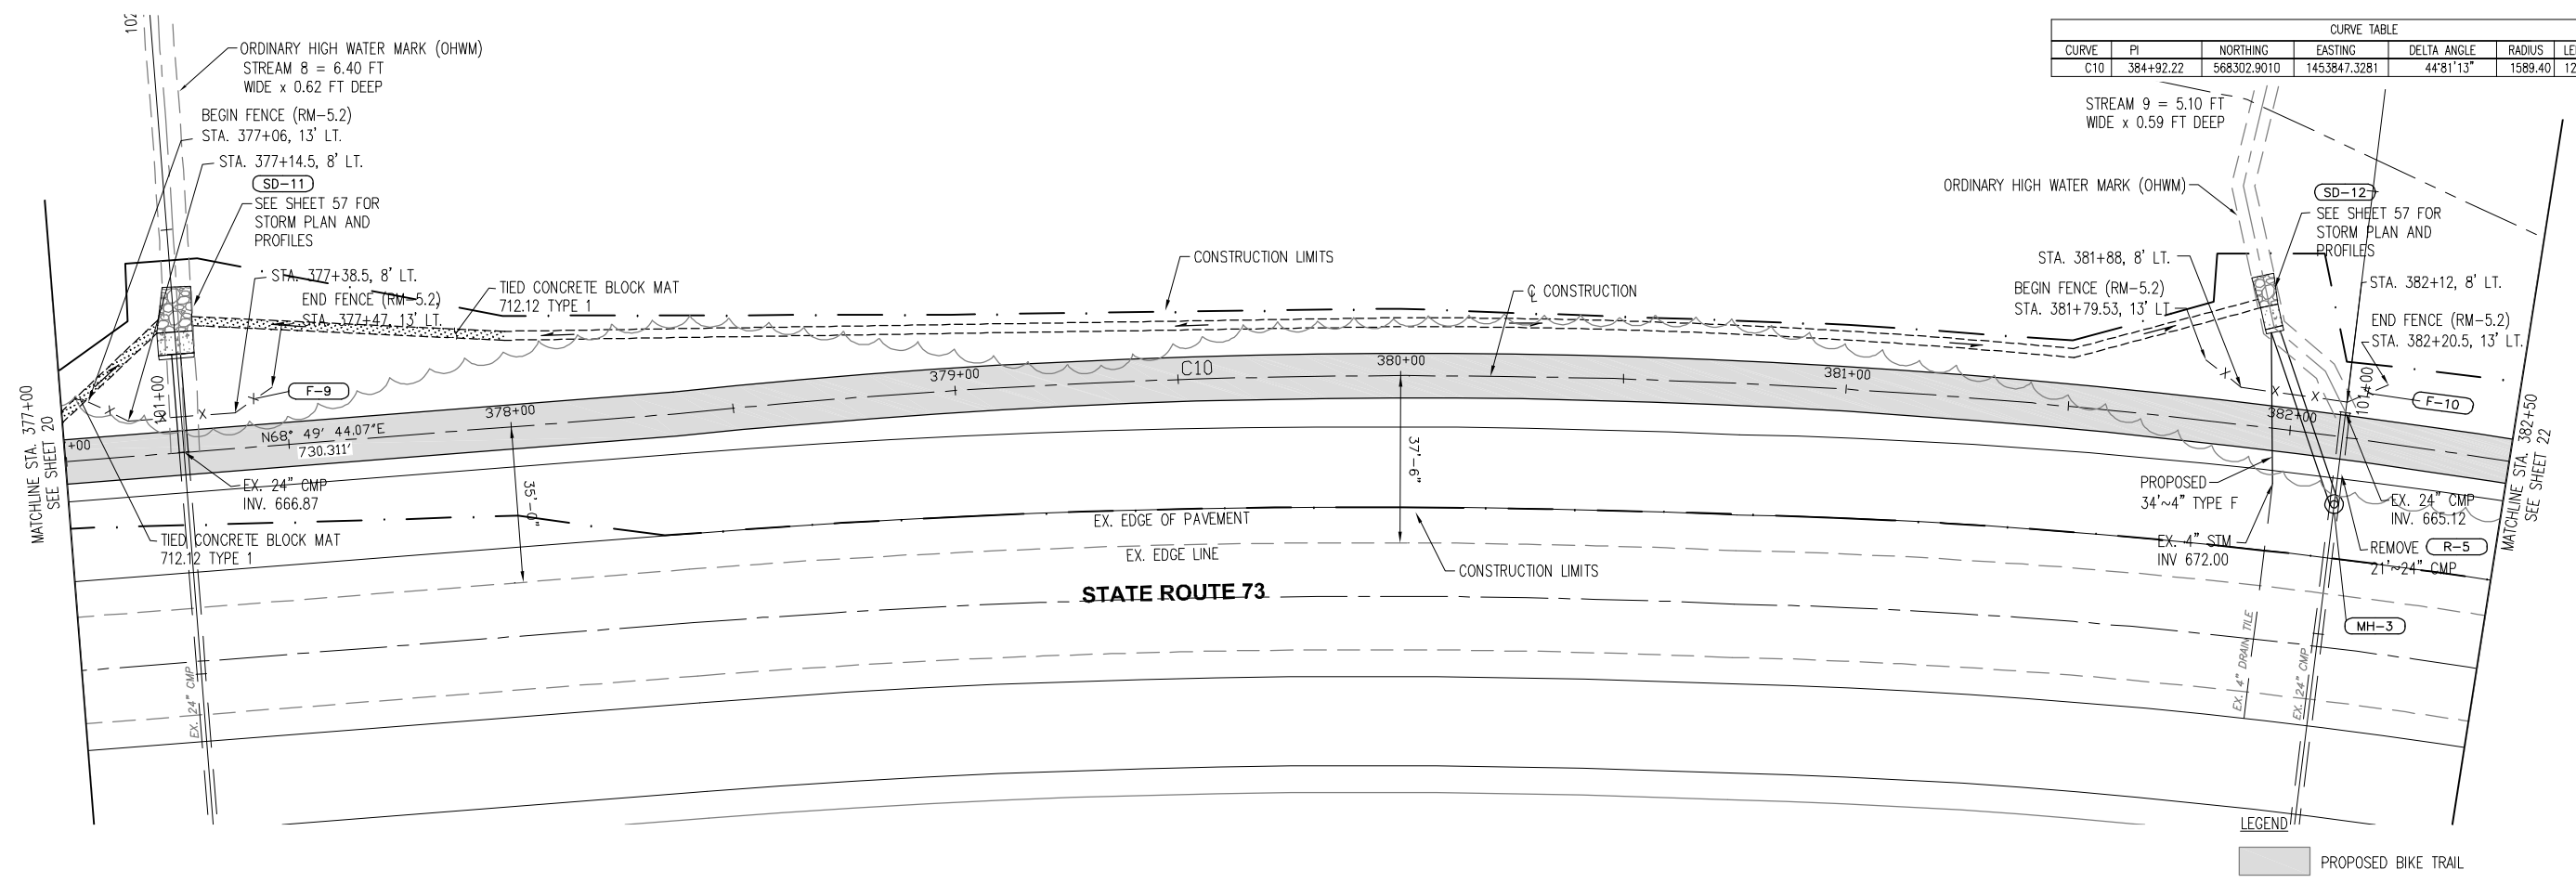 102
ORDINARY HIGH WATER MARK (OHWM)
STREAM 8 = 6.40 FT
WIDE x 0.62 FT DEEP
BEGIN FENCE (RM-5.2)
STA. 377+06, 13' LT.
STA. 377+14.5, 8' LT.
SD-11
SEE SHEET 57 FOR
STORM PLAN AND
PROFILES
STA. 377+38.5, 8' LT.
END FENCE (RM-5.2)
STA. 377+47, 13' LT.
TIED CONCRETE BLOCK MAT
712.12 TYPE 1
CONSTRUCTION LIMITS
℄ CONSTRUCTION
CURVE TABLE
CURVE PI NORTHING EASTING DELTA ANGLE RADIUS
C10 384+92.22 568302.9010 1453847.3281 44°81'13" 1589.40
STREAM 9 = 5.10 FT
WIDE x 0.59 FT DEEP
ORDINARY HIGH WATER MARK (OHWM)
SD-12
SEE SHEET 57 FOR
STORM PLAN AND
PROFILES
STA. 381+88, 8' LT.
BEGIN FENCE (RM-5.2)
STA. 381+79.53, 13' LT
STA. 382+12, 8' LT.
END FENCE (RM-5.2)
STA. 382+20.5, 13' LT.
F-9
F-10
MATCHLINE STA. 377+00
SEE SHEET 20
101+00
+00
N68° 49' 44.07"E
730.311'
378+00
379+00
C10
380+00
381+00
382+00
101+00
MATCHLINE STA. 382+50
SEE SHEET 22
EX. 24" CMP
INV. 666.87
35'-0"
37'-6"
TIED CONCRETE BLOCK MAT
712.12 TYPE 1
EX. EDGE OF PAVEMENT
EX. EDGE LINE
CONSTRUCTION LIMITS
STATE ROUTE 73
PROPOSED
34'~4" TYPE F
EX. 4" STM
INV 672.00
EX. 24" CMP
INV. 665.12
REMOVE R-5
21'~24" CMP
MH-3
EX. 24" CMP
EX. 4" DRAIN TILE
EX. 24" CMP
LEGEND
PROPOSED BIKE TRAIL